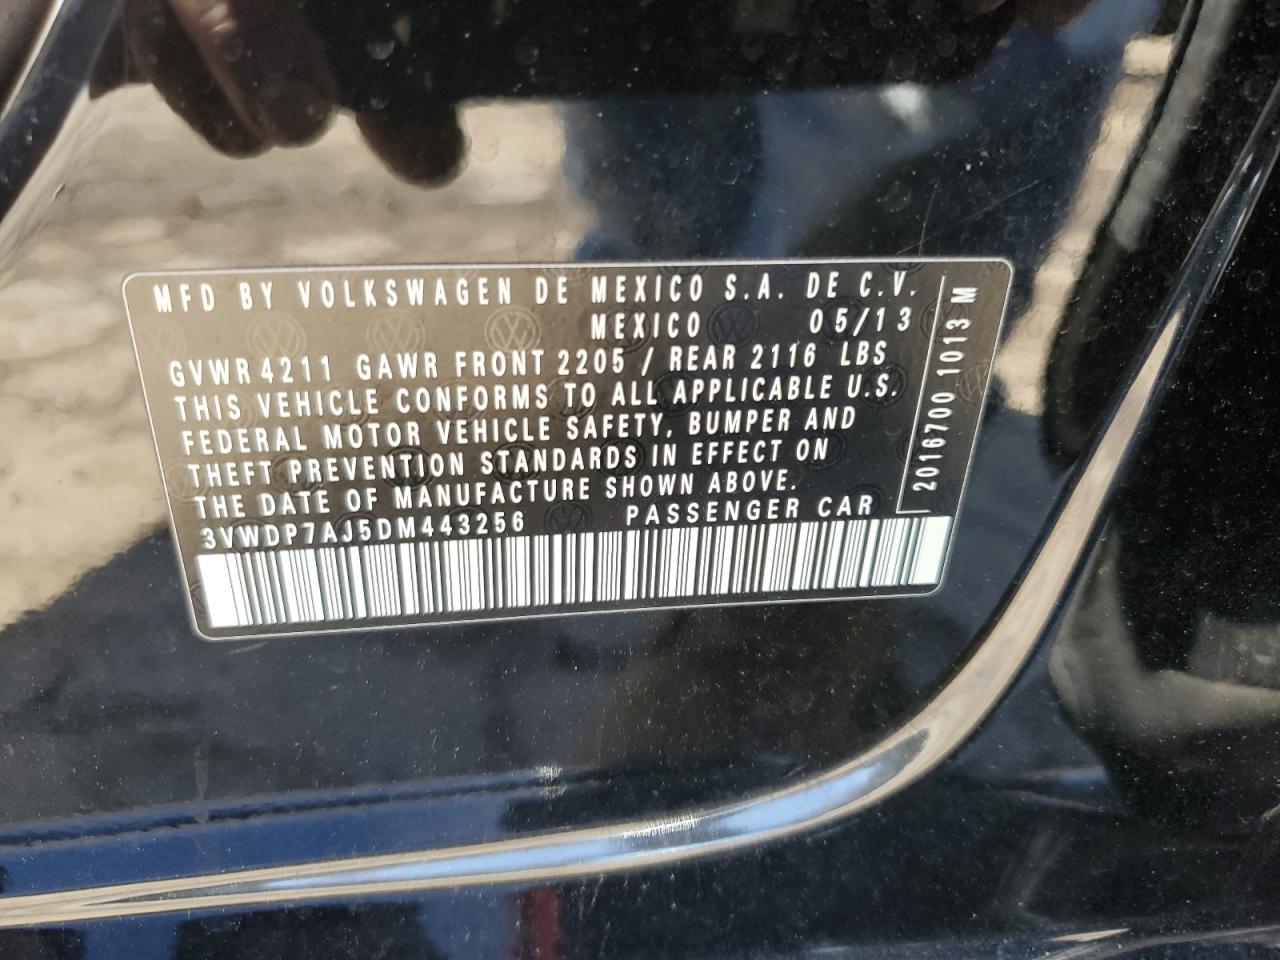 MFD BY VOLKSWAGEN DE MEXICO S.A. DE C.V.
MEXICO 05/13
GVWR 4211 GAWR FRONT 2205 / REAR 2116 LBS
THIS VEHICLE CONFORMS TO ALL APPLICABLE U.S.
FEDERAL MOTOR VEHICLE SAFETY, BUMPER AND
THEFT PREVENTION STANDARDS IN EFFECT ON
THE DATE OF MANUFACTURE SHOWN ABOVE.
3VWDP7AJ5DM443256 PASSENGER CAR
2016700 1013 M